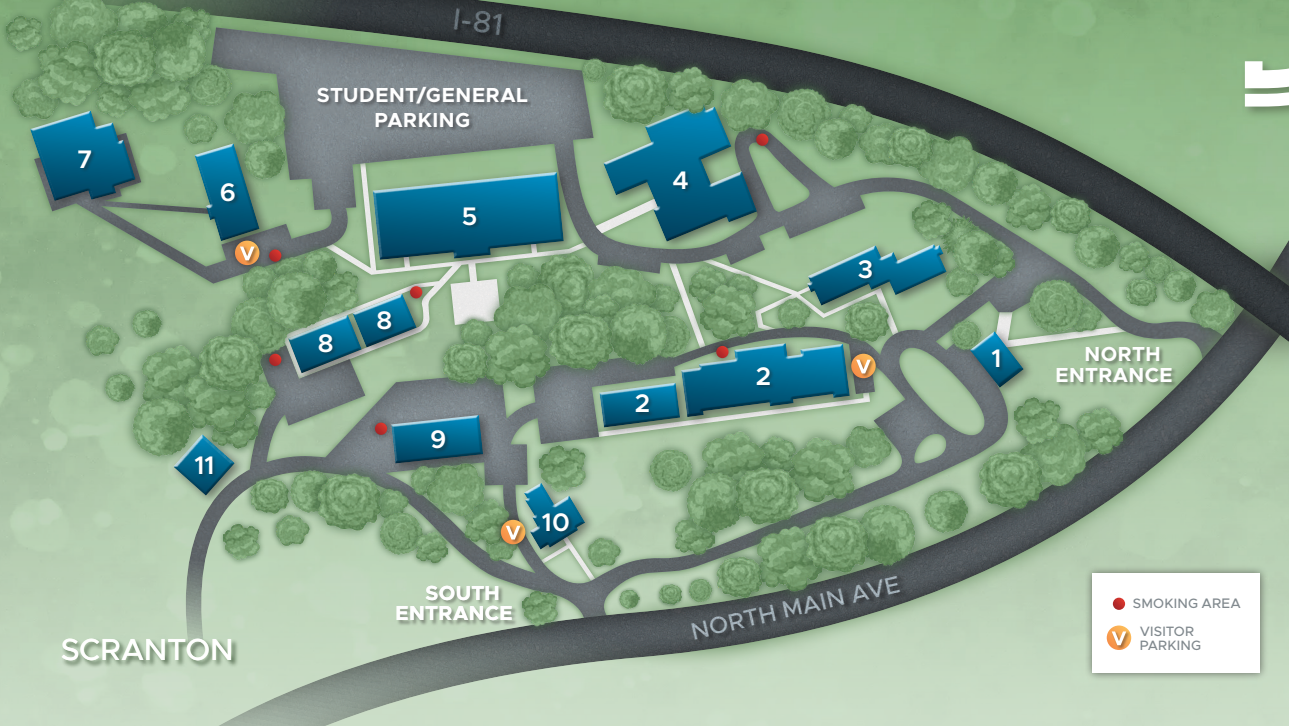 I-81
STUDENT/GENERAL
PARKING
7
6
5
4
3
8
8
2
2
1
NORTH
ENTRANCE
9
11
10
V
V
V
SOUTH
ENTRANCE
NORTH MAIN AVE
SCRANTON
SMOKING AREA
V
VISITOR
PARKING